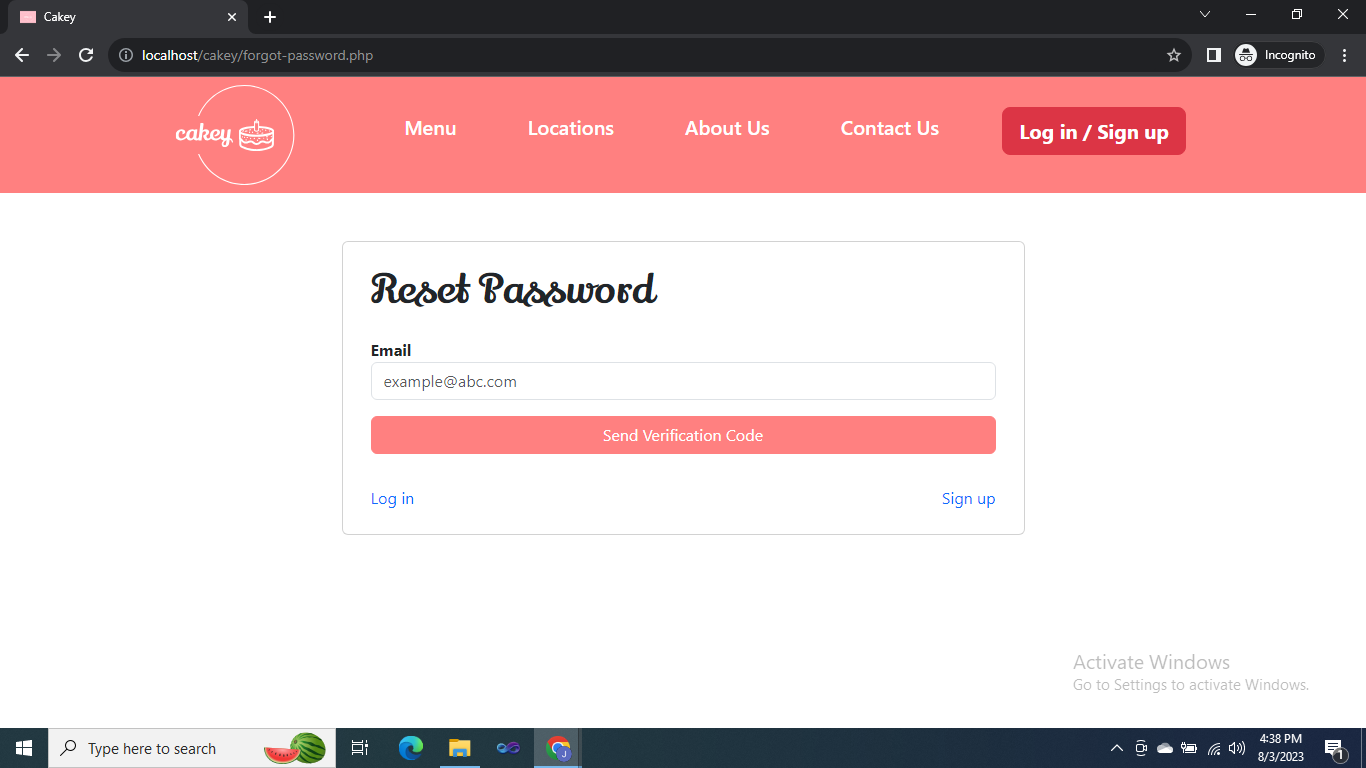 Cakey
localhost/cakey/forgot-password.php
Incognito
cakey
Menu
Locations
About Us
Contact Us
Log in / Sign up
Reset Password
Email
example@abc.com
Send Verification Code
Log in
Sign up
Activate Windows
Go to Settings to activate Windows.
Type here to search
J
4:38 PM
8/3/2023
1